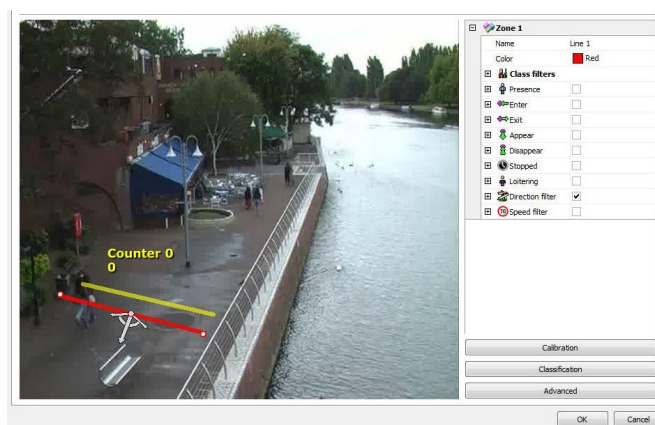 Counter 0
0
Zone 1
Name Line 1
Color Red
Class filters
Presence
Enter
Exit
Appear
Disappear
Stopped
Loitering
Direction filter
Speed filter
Calibration
Classification
Advanced
OK Cancel